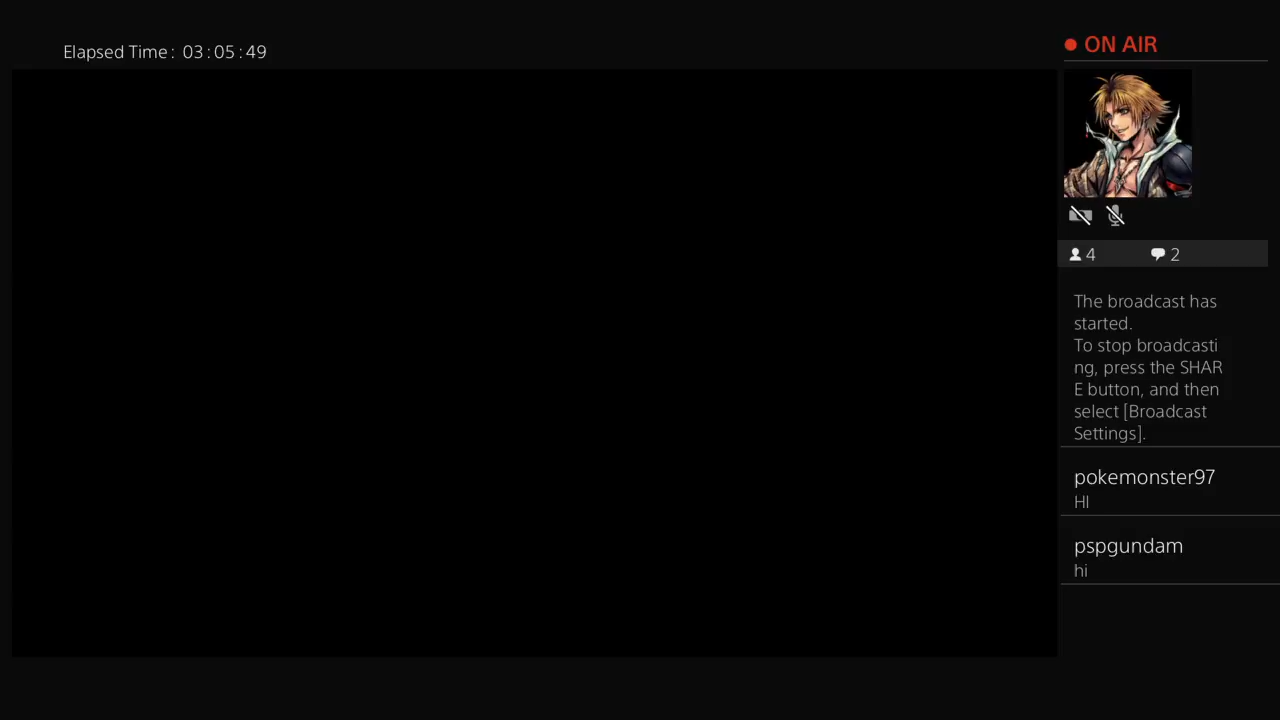 Elapsed Time: 03:05:49
ON AIR
4 2
The broadcast has
started.
To stop broadcasti
ng, press the SHAR
E button, and then
select [Broadcast
Settings].
pokemonster97
HI
pspgundam
hi